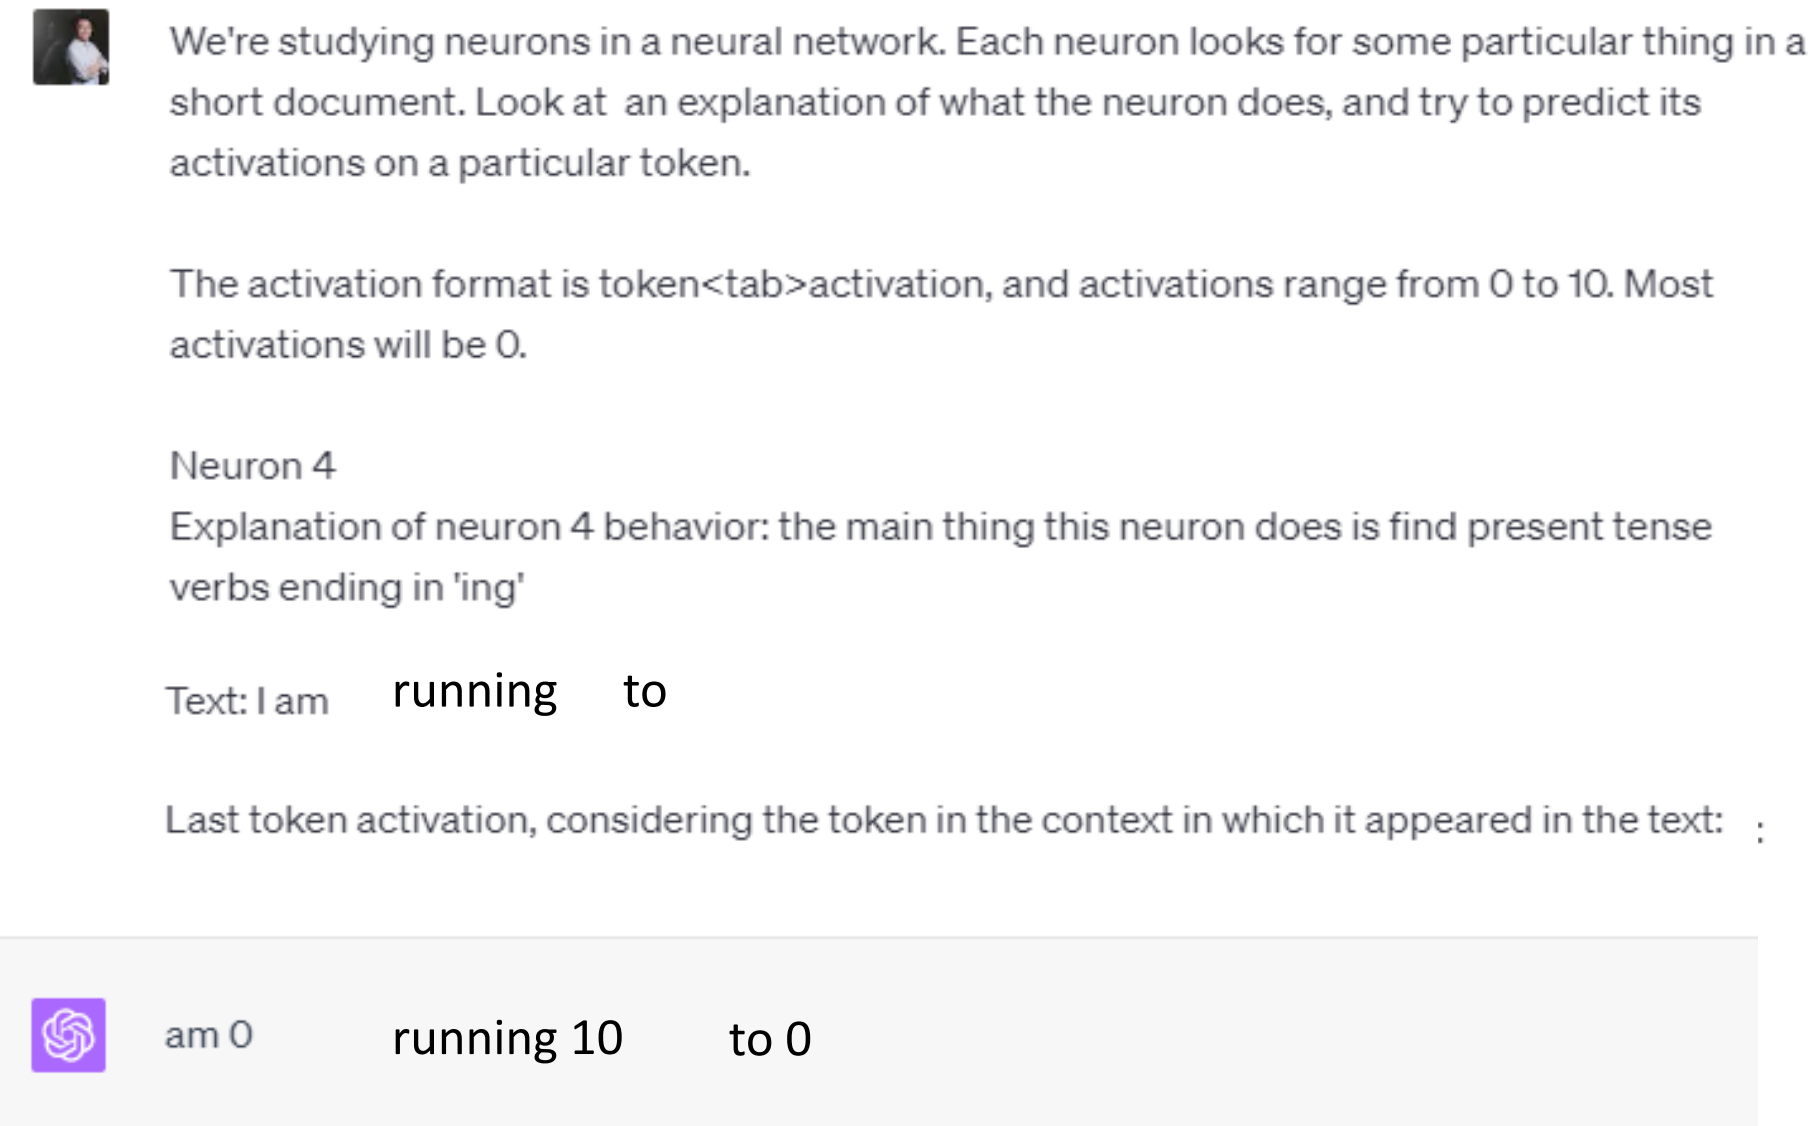 We're studying neurons in a neural network. Each neuron looks for some particular thing in a
short document. Look at  an explanation of what the neuron does, and try to predict its
activations on a particular token.
The activation format is token<tab>activation, and activations range from 0 to 10. Most
activations will be 0.
Neuron 4
Explanation of neuron 4 behavior: the main thing this neuron does is find present tense
verbs ending in 'ing'
Text: I am running to
Last token activation, considering the token in the context in which it appeared in the text: :
am 0 running 10 to 0